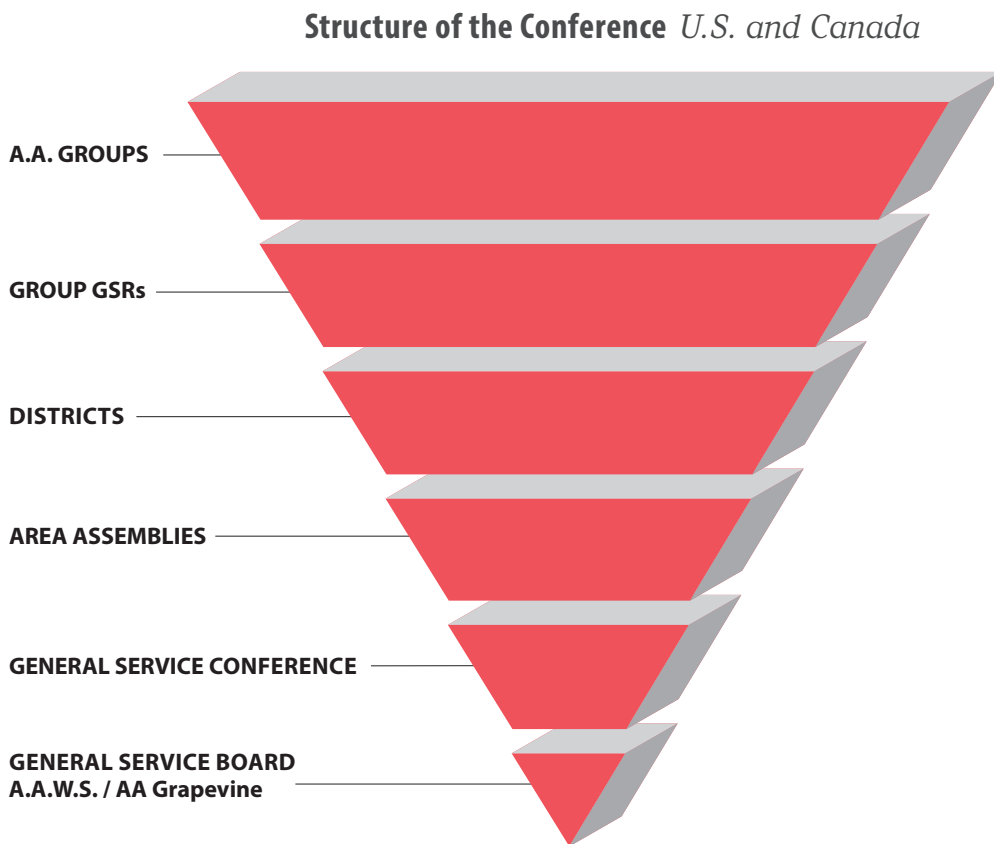 Structure of the Conference U.S. and Canada
A.A. GROUPS
GROUP GSRs
DISTRICTS
AREA ASSEMBLIES
GENERAL SERVICE CONFERENCE
GENERAL SERVICE BOARD
A.A.W.S. / AA Grapevine